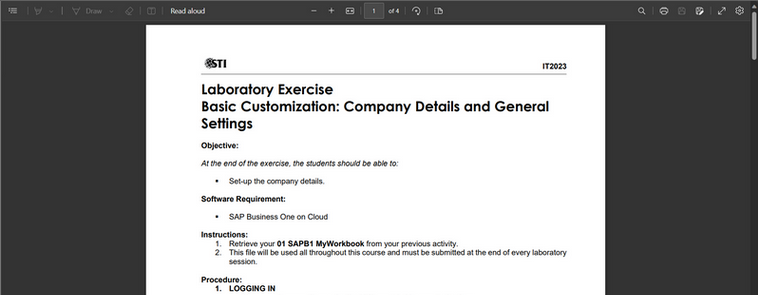 Draw
Read aloud
1 of 4
STI
IT2023
Laboratory Exercise
Basic Customization: Company Details and General
Settings
Objective:
At the end of the exercise, the students should be able to:
• Set-up the company details.
Software Requirement:
• SAP Business One on Cloud
Instructions:
1. Retrieve your 01 SAPB1 MyWorkbook from your previous activity.
2. This file will be used all throughout this course and must be submitted at the end of every laboratory
session.
Procedure:
1. LOGGING IN